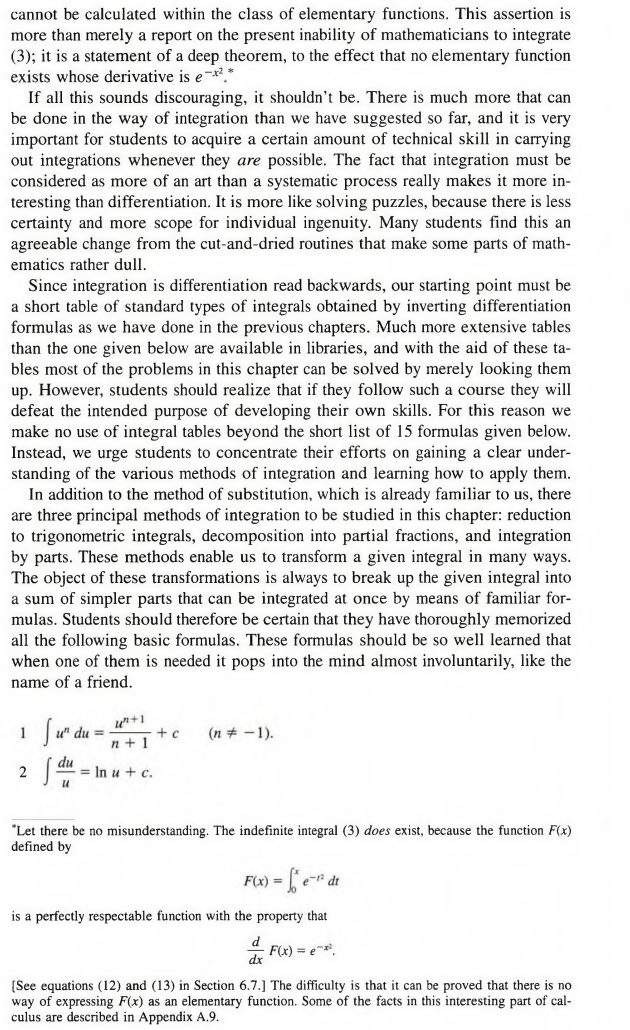 cannot be calculated within the class of elementary functions. This assertion is
more than merely a report on the present inability of mathematicians to integrate
(3); it is a statement of a deep theorem, to the effect that no elementary function
exists whose derivative is e^{-x²}.*
If all this sounds discouraging, it shouldn't be. There is much more that can
be done in the way of integration than we have suggested so far, and it is very
important for students to acquire a certain amount of technical skill in carrying
out integrations whenever they are possible. The fact that integration must be
considered as more of an art than a systematic process really makes it more in-
teresting than differentiation. It is more like solving puzzles, because there is less
certainty and more scope for individual ingenuity. Many students find this an
agreeable change from the cut-and-dried routines that make some parts of math-
ematics rather dull.
Since integration is differentiation read backwards, our starting point must be
a short table of standard types of integrals obtained by inverting differentiation
formulas as we have done in the previous chapters. Much more extensive tables
than the one given below are available in libraries, and with the aid of these ta-
bles most of the problems in this chapter can be solved by merely looking them
up. However, students should realize that if they follow such a course they will
defeat the intended purpose of developing their own skills. For this reason we
make no use of integral tables beyond the short list of 15 formulas given below.
Instead, we urge students to concentrate their efforts on gaining a clear under-
standing of the various methods of integration and learning how to apply them.
In addition to the method of substitution, which is already familiar to us, there
are three principal methods of integration to be studied in this chapter: reduction
to trigonometric integrals, decomposition into partial fractions, and integration
by parts. These methods enable us to transform a given integral in many ways.
The object of these transformations is always to break up the given integral into
a sum of simpler parts that can be integrated at once by means of familiar for-
mulas. Students should therefore be certain that they have thoroughly memorized
all the following basic formulas. These formulas should be so well learned that
when one of them is needed it pops into the mind almost involuntarily, like the
name of a friend.
1 ∫ uⁿ du = u^{n+1}/(n + 1) + c (n ≠ −1).
2 ∫ du/u = ln u + c.
*Let there be no misunderstanding. The indefinite integral (3) does exist, because the function F(x)
defined by
F(x) = ∫₀ˣ e^{-t²} dt
is a perfectly respectable function with the property that
d/dx F(x) = e^{-x²}.
[See equations (12) and (13) in Section 6.7.] The difficulty is that it can be proved that there is no
way of expressing F(x) as an elementary function. Some of the facts in this interesting part of cal-
culus are described in Appendix A.9.